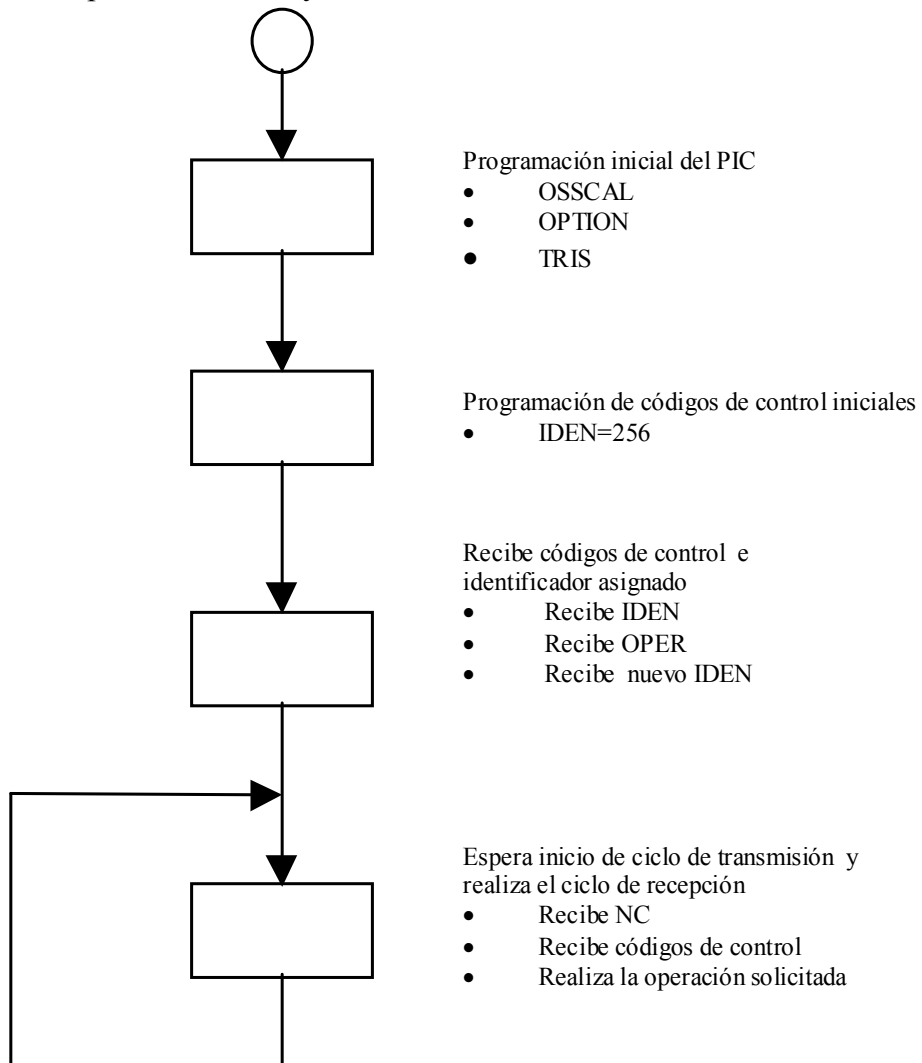 Programación inicial del PIC
• OSSCAL
• OPTION
• TRIS
Programación de códigos de control iniciales
• IDEN=256
Recibe códigos de control e
identificador asignado
• Recibe IDEN
• Recibe OPER
• Recibe nuevo IDEN
Espera inicio de ciclo de transmisión y
realiza el ciclo de recepción
• Recibe NC
• Recibe códigos de control
• Realiza la operación solicitada